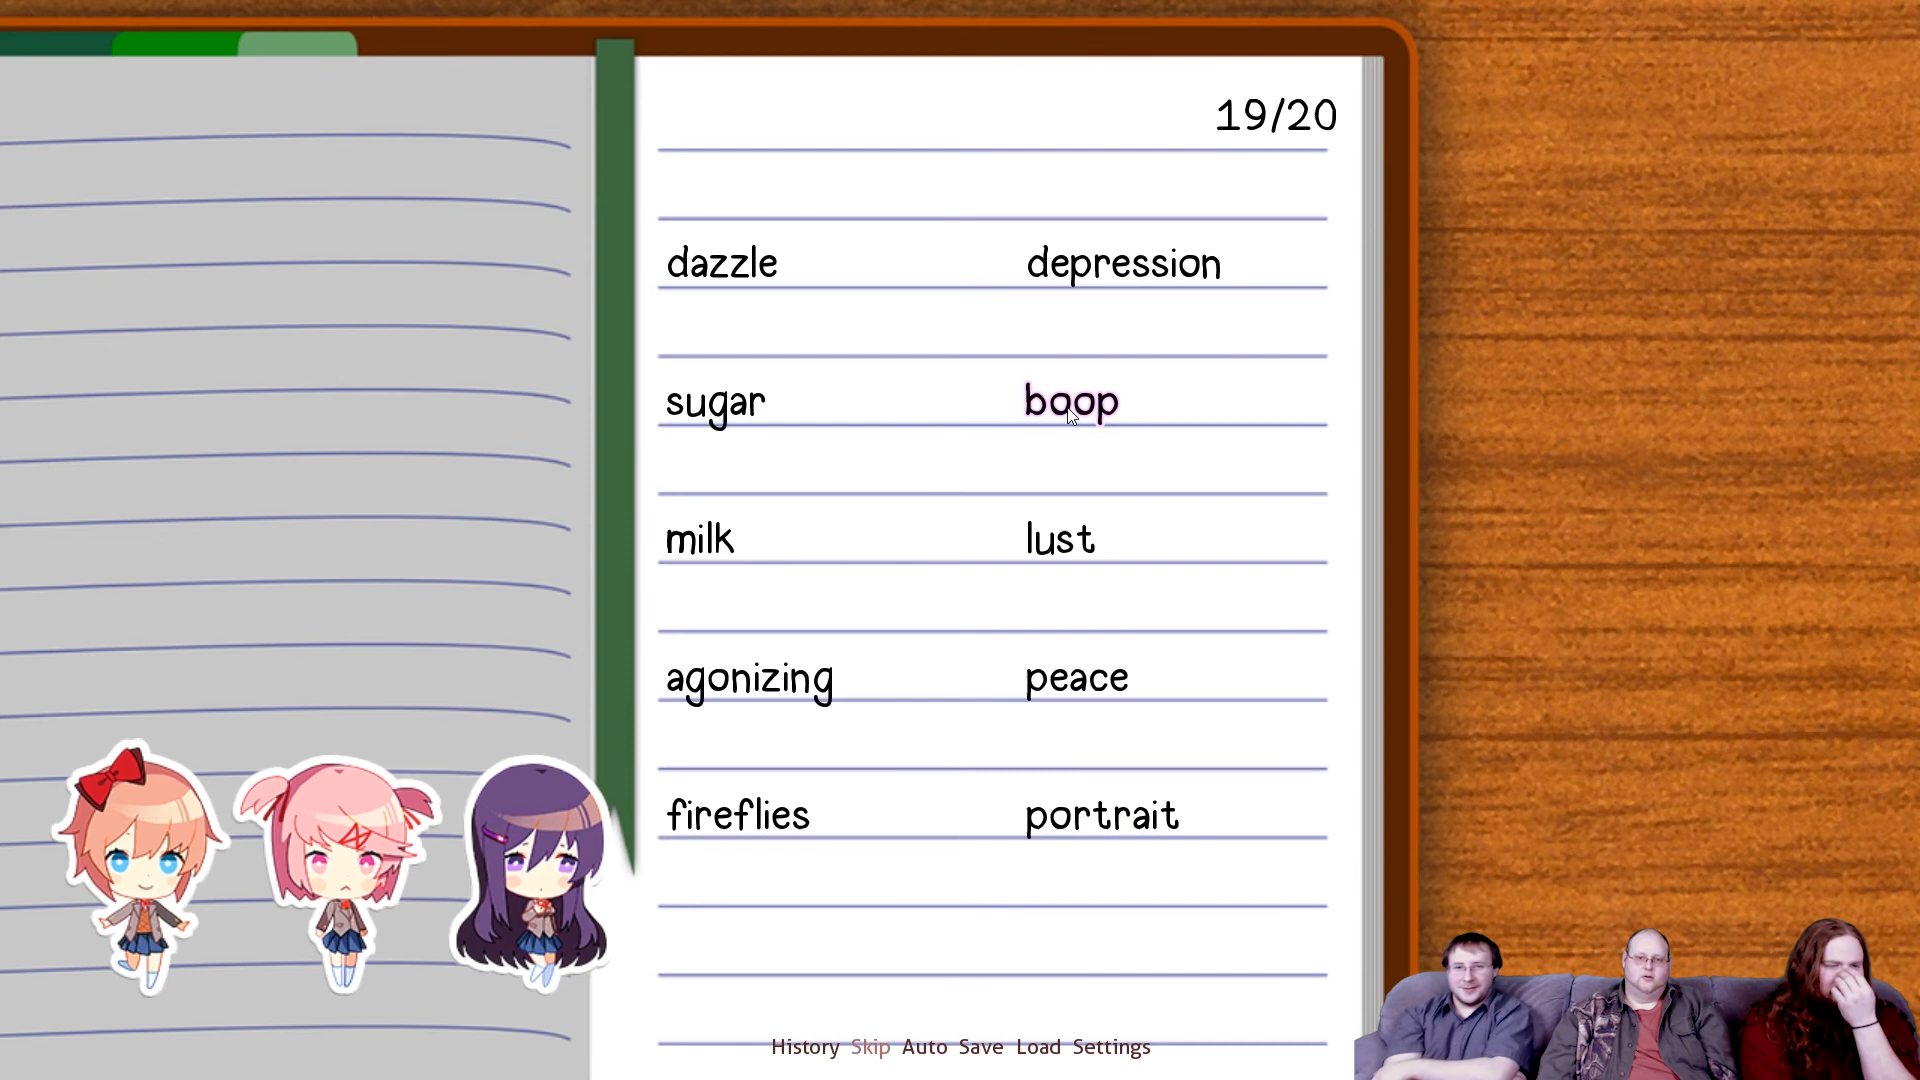 19/20
dazzle depression
sugar boop
milk lust
agonizing peace
fireflies portrait
History Skip Auto Save Load Settings